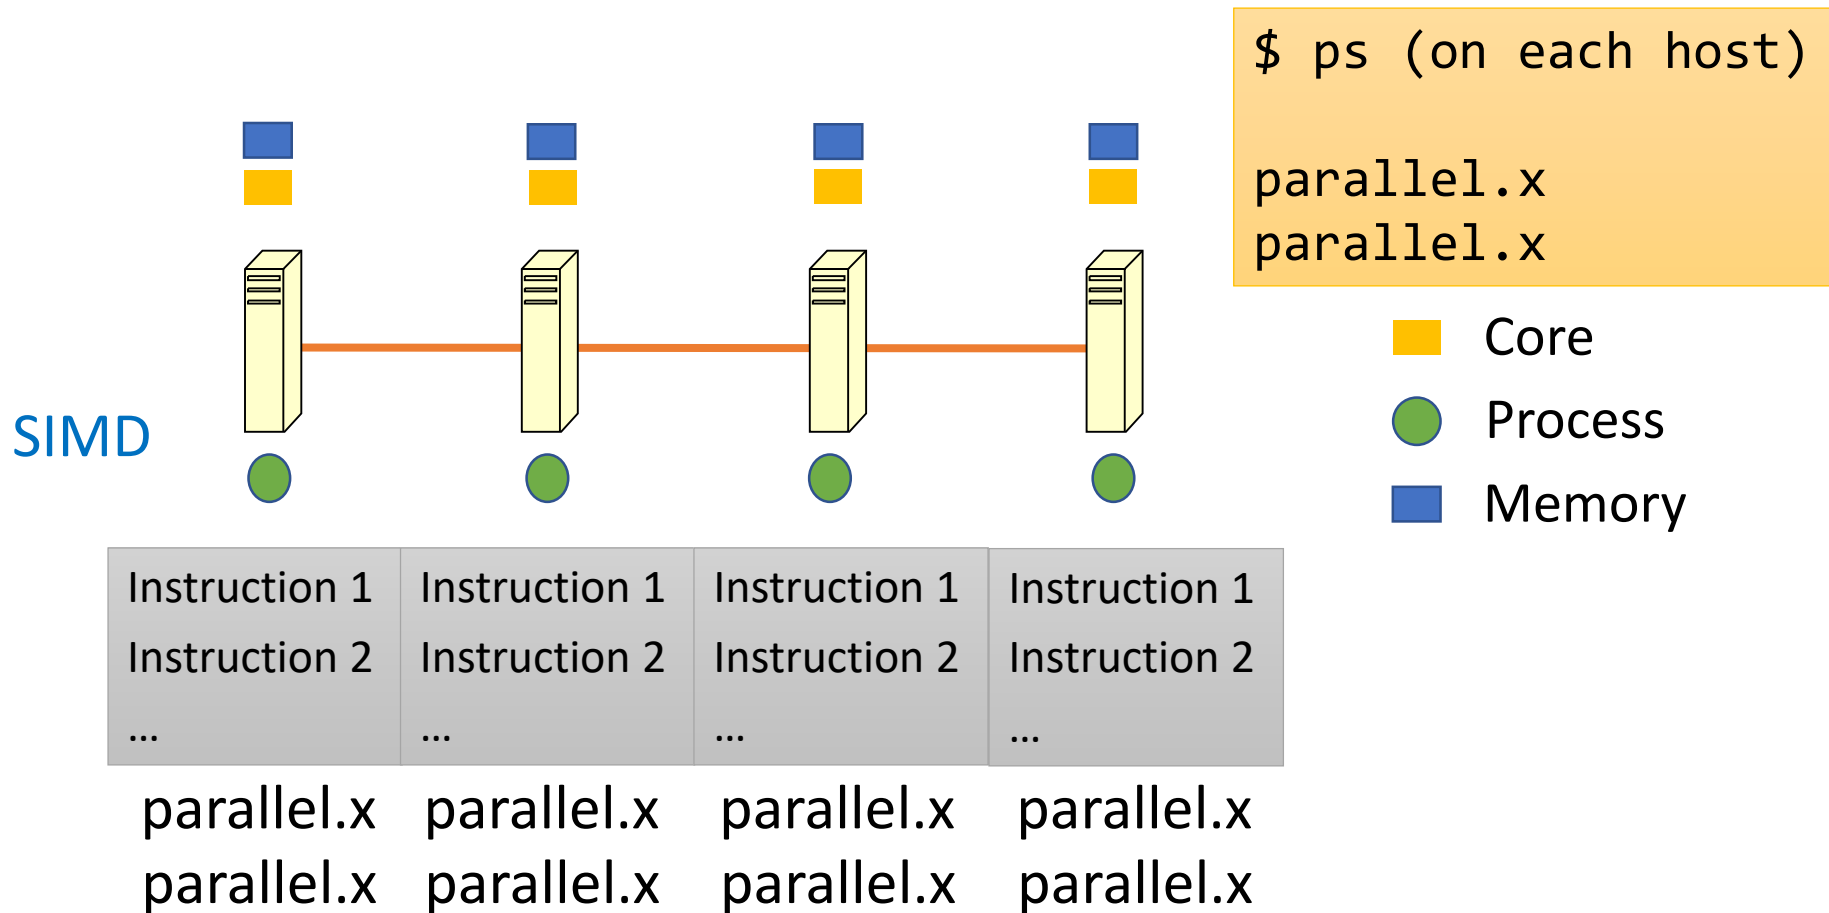 $ ps (on each host)
parallel.x
parallel.x
Core
Process
Memory
SIMD
Instruction 1 Instruction 1 Instruction 1 Instruction 1
Instruction 2 Instruction 2 Instruction 2 Instruction 2
... ... ... ...
parallel.x parallel.x parallel.x parallel.x
parallel.x parallel.x parallel.x parallel.x